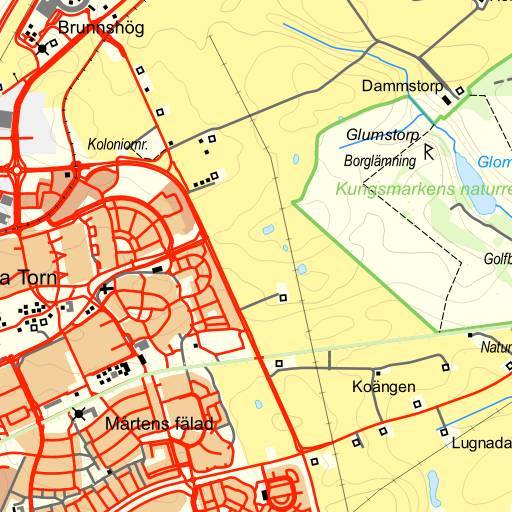 Brunnshög
Dammstorp
Glumstorp
Borglämning
R
Koloniomr.
Glom
Kungsmarkens naturre
Golfb
a Torn
Natur
Koängen
Mårtens fälad
Lugnada